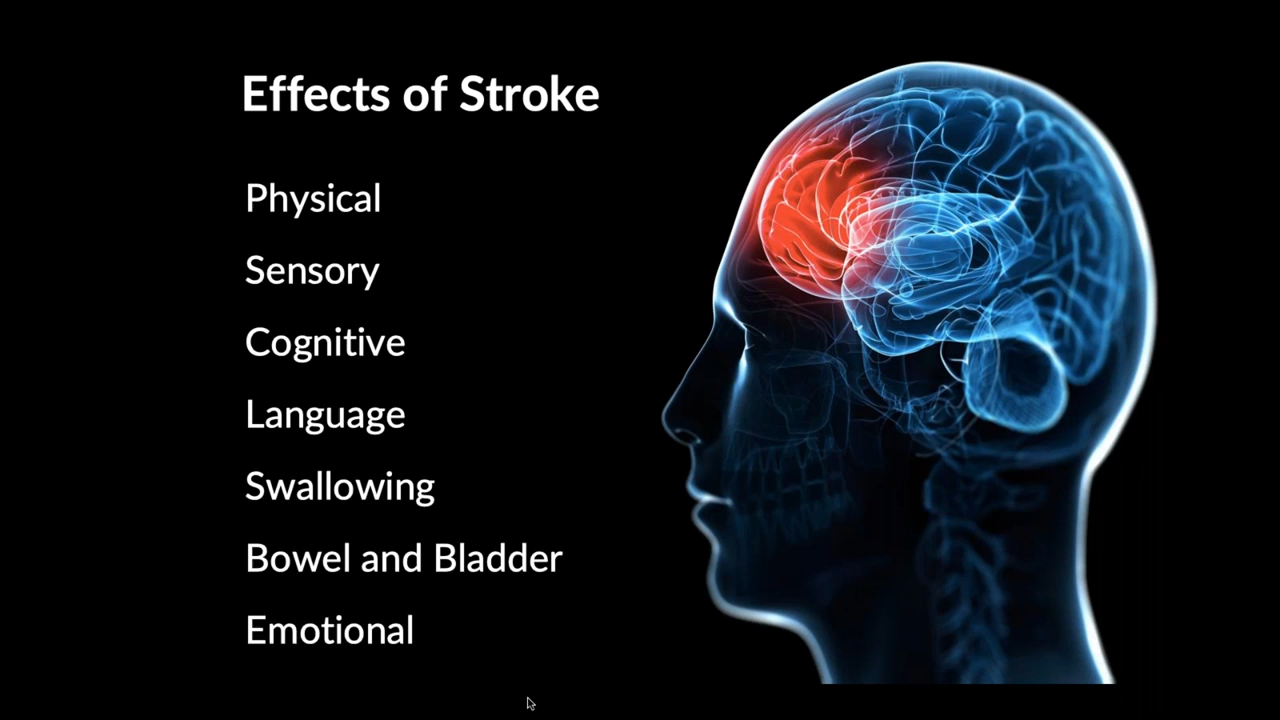 Effects of Stroke
Physical
Sensory
Cognitive
Language
Swallowing
Bowel and Bladder
Emotional